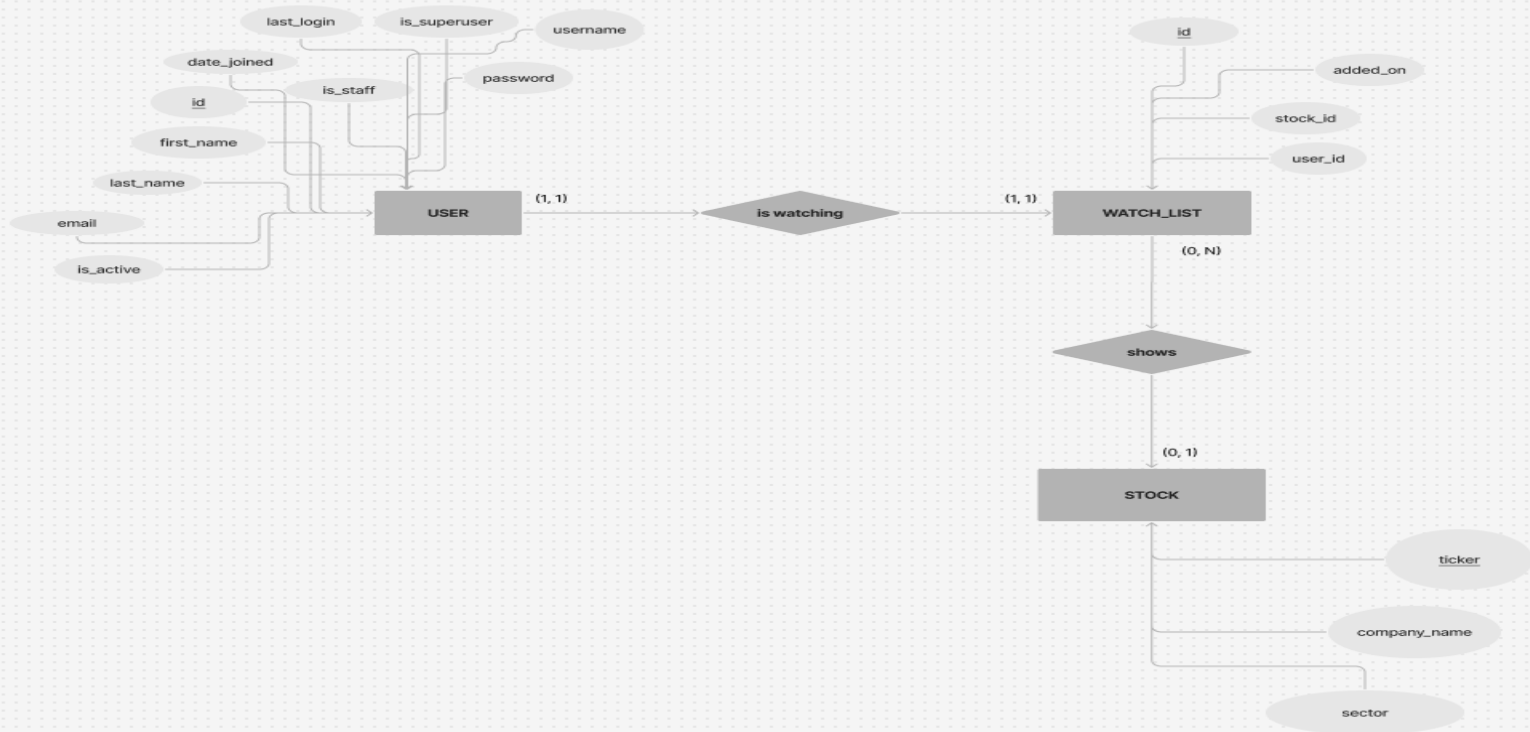 last_login
is_superuser
username
date_joined
is_staff
password
id
first_name
last_name
email
is_active
USER
(1, 1)
is watching
(1, 1)
WATCH_LIST
id
added_on
stock_id
user_id
(0, N)
shows
(0, 1)
STOCK
ticker
company_name
sector